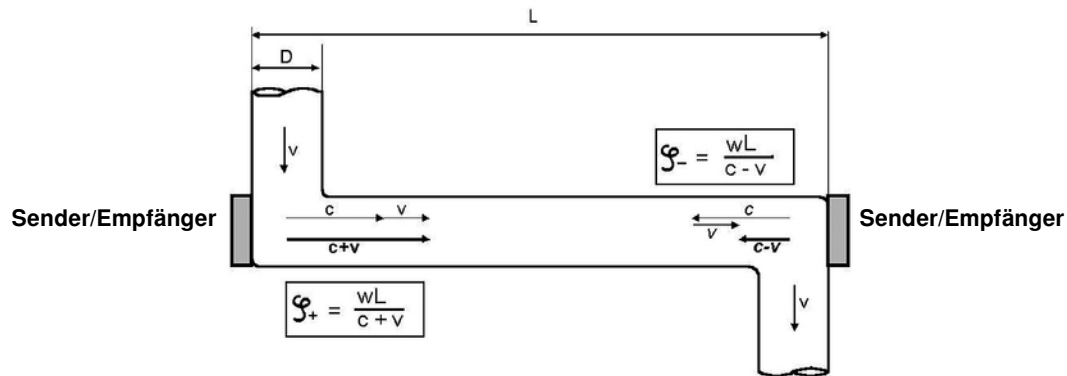 L
D
v
𝒫₋ = wL / c - v
Sender/Empfänger
c v
c+v
c
v
c-v
Sender/Empfänger
𝒫₊ = wL / c + v
v